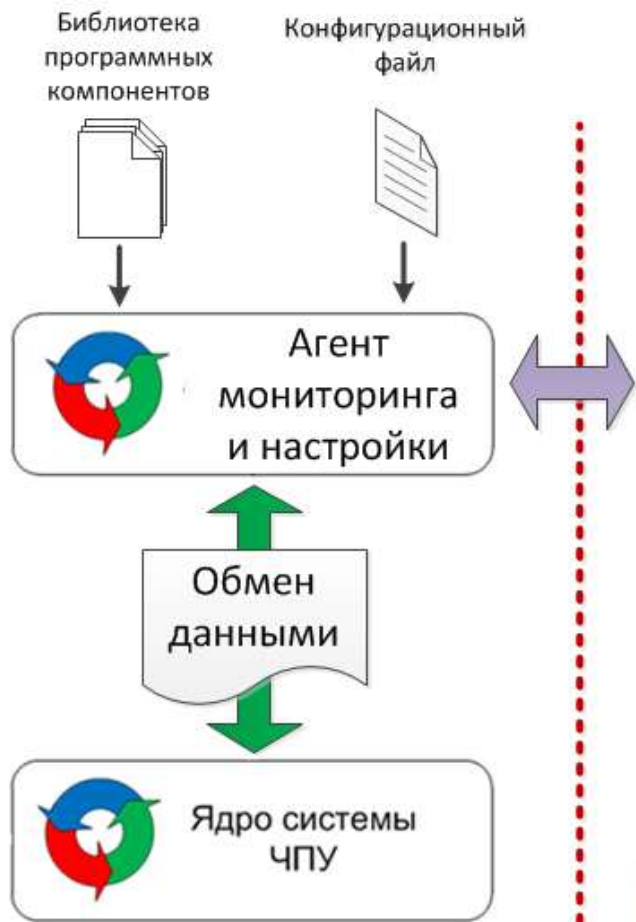 Библиотека
программных
компонентов
Конфигурационный
файл
Агент
мониторинга
и настройки
Обмен
данными
Ядро системы
ЧПУ